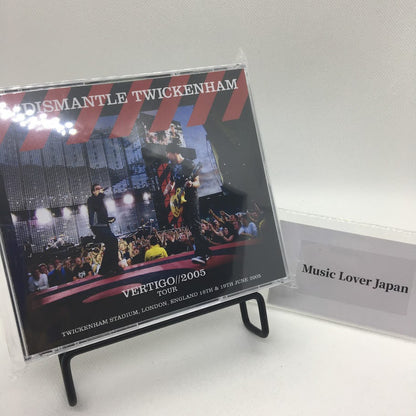 DISMANTLE TWICKENHAM
VERTIGO//2005
TOUR
TWICKENHAM STADIUM, LONDON, ENGLAND 18TH & 19TH JUNE 2005
Music Lover Japan